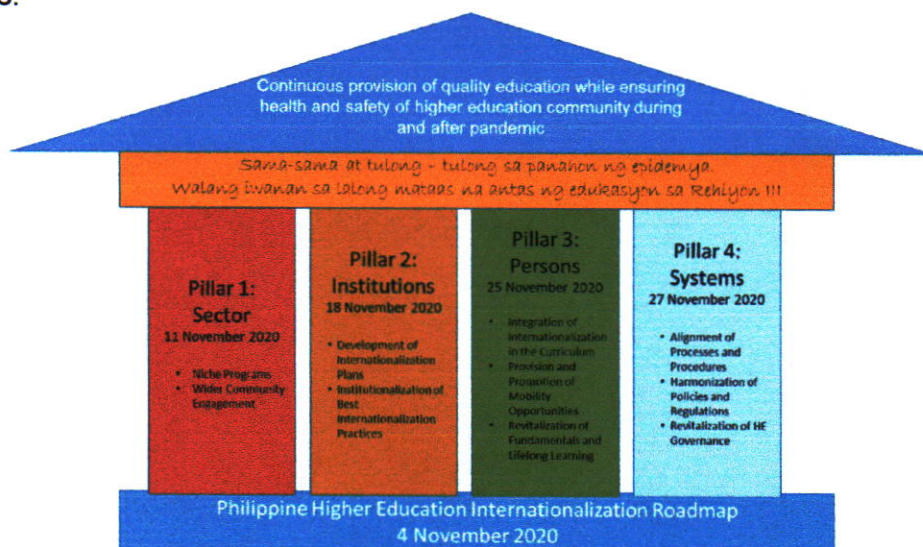 Continuous provision of quality education while ensuring
health and safety of higher education community during
and after pandemic
Sama-sama at tulong - tulong sa panahon ng epidemya.
Walang iwanan sa lalong mataas na antas ng edukasyon sa Rehiyon III
Pillar 1:
Sector
11 November 2020
• Niche Programs
• Wider Community
Engagement
Pillar 2:
Institutions
18 November 2020
• Development of
Internationalization
Plans
• Institutionalization of
Best
Internationalization
Practices
Pillar 3:
Persons
25 November 2020
• Integration of
Internationalization
in the Curriculum
• Provision and
Promotion of
Mobility
Opportunities
• Revitalization of
Fundamentals and
Lifelong Learning
Pillar 4:
Systems
27 November 2020
• Alignment of
Processes and
Procedures
• Harmonization of
Policies and
Regulations
• Revitalization of HE
Governance
Philippine Higher Education Internationalization Roadmap
4 November 2020